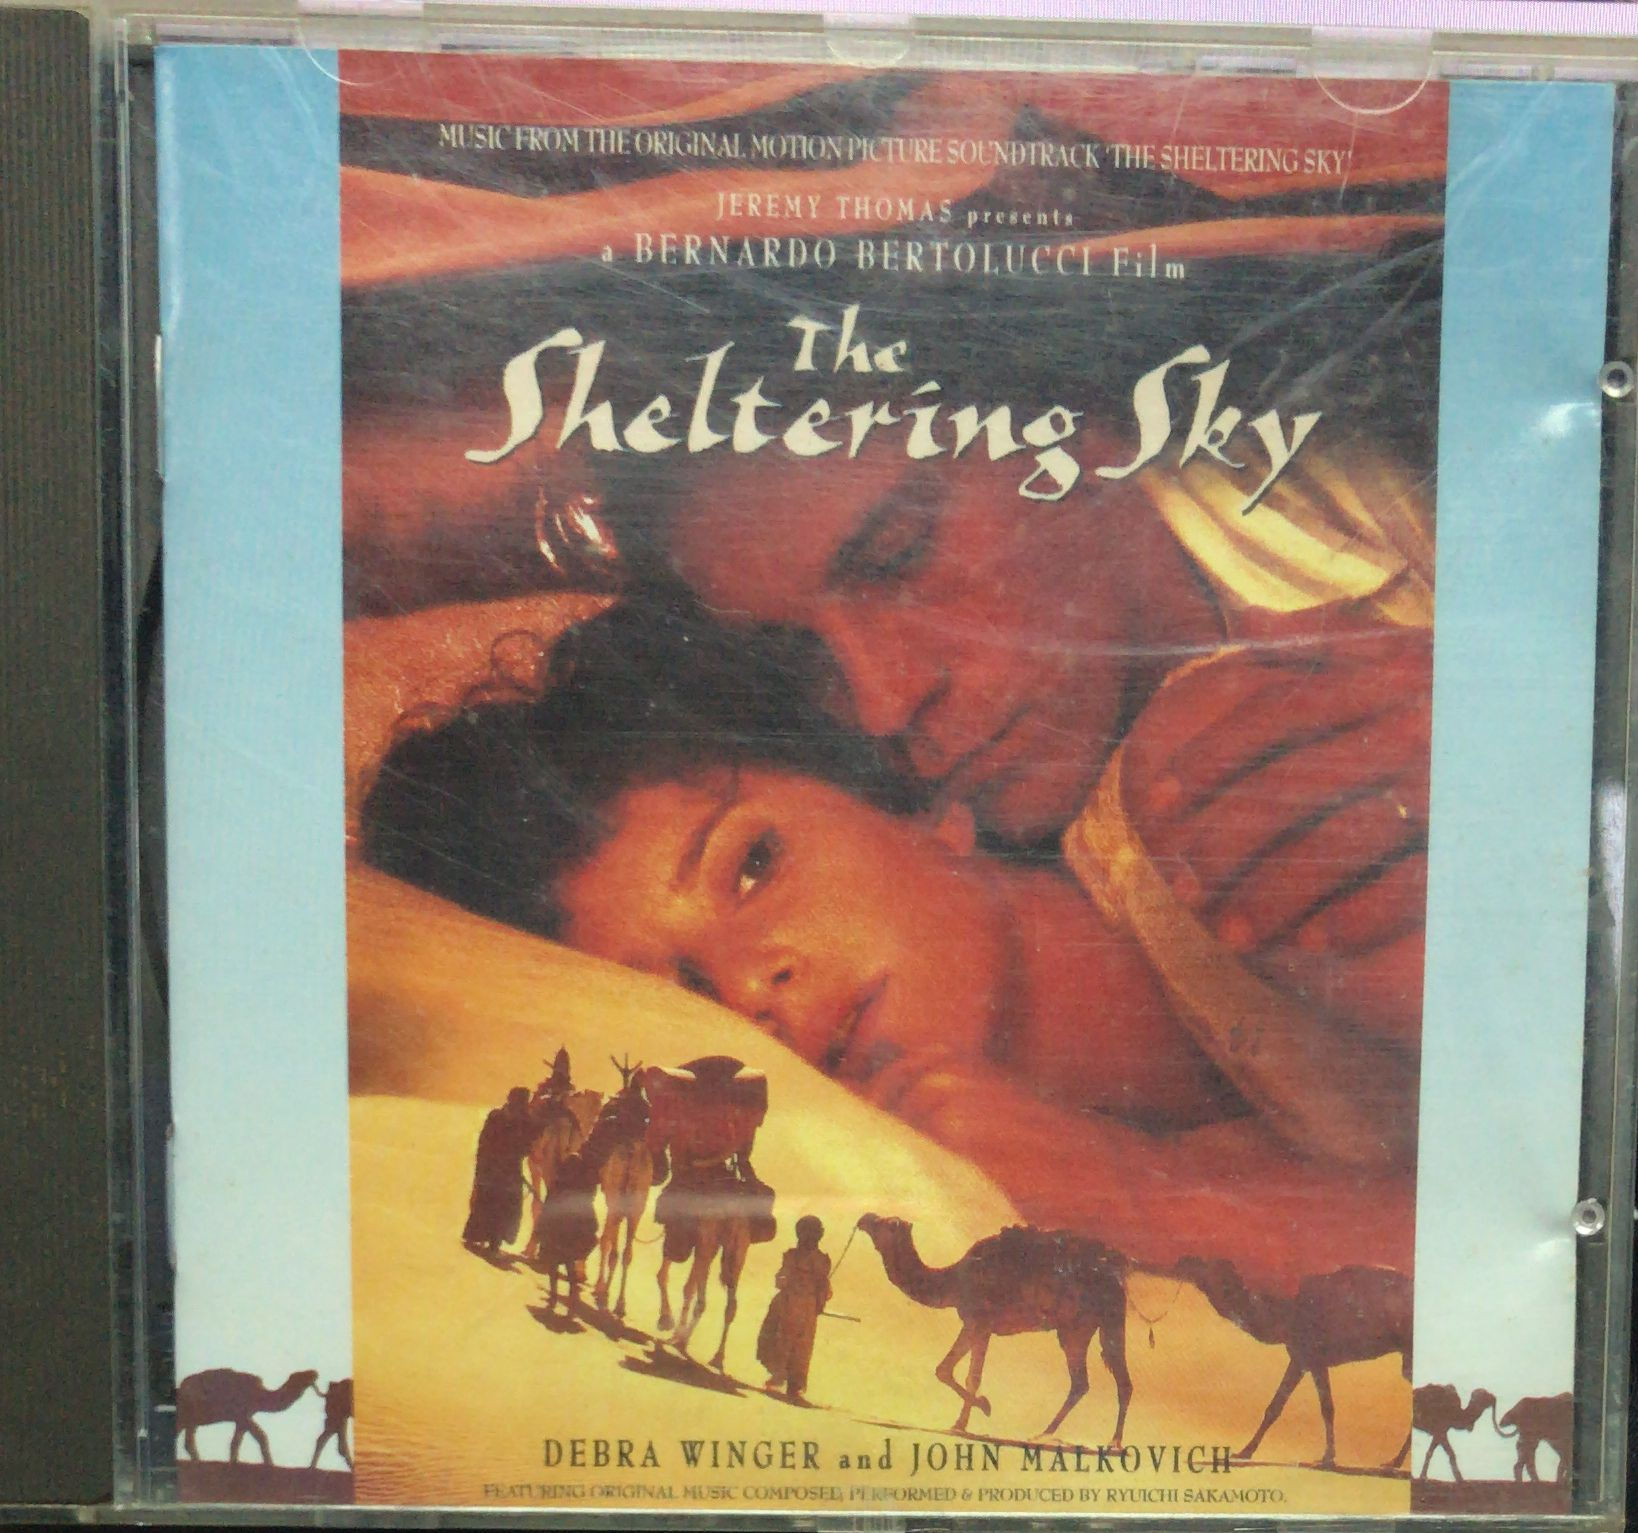 MUSIC FROM THE ORIGINAL MOTION PICTURE SOUNDTRACK 'THE SHELTERING SKY'
JEREMY THOMAS presents
a BERNARDO BERTOLUCCI Film
The
Sheltering Sky
DEBRA WINGER and JOHN MALKOVICH
FEATURING ORIGINAL MUSIC COMPOSED, PERFORMED & PRODUCED BY RYUICHI SAKAMOTO.